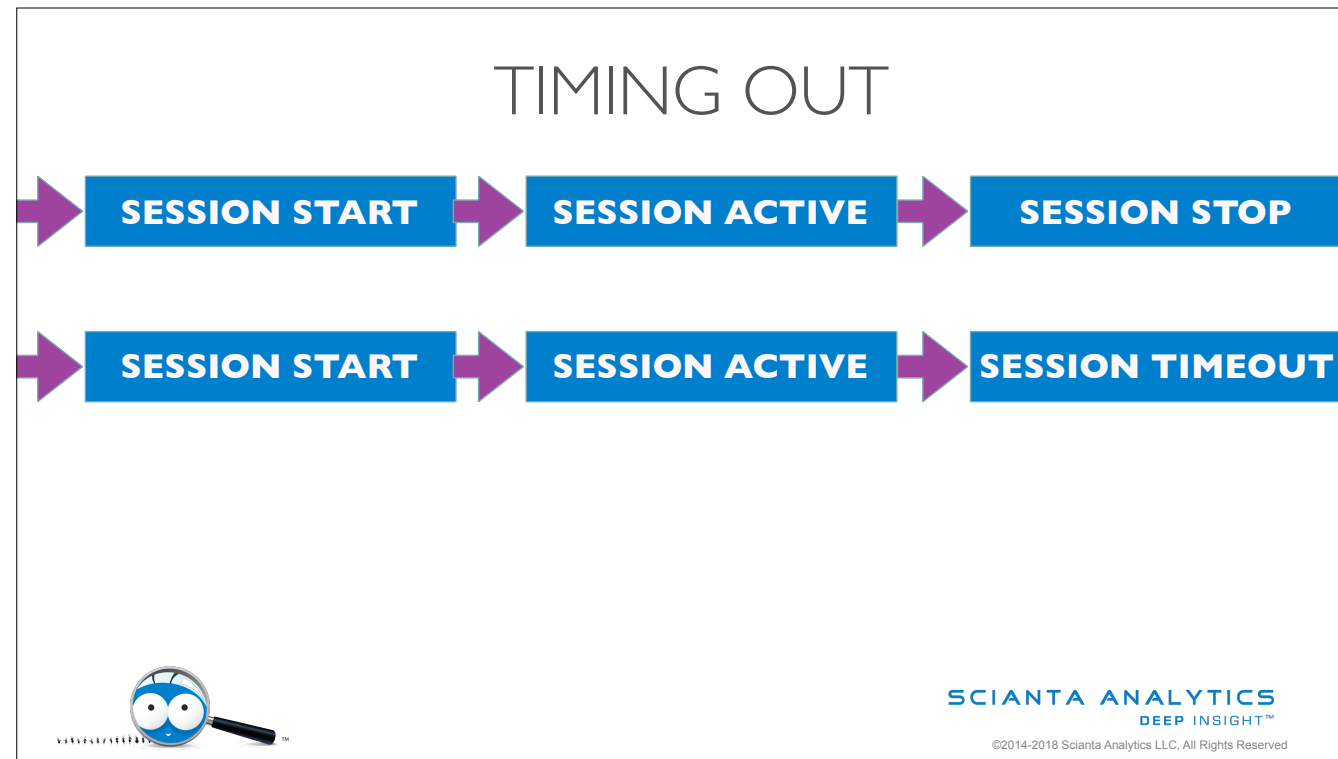 TIMING OUT
SESSION START SESSION ACTIVE SESSION STOP
SESSION START SESSION ACTIVE SESSION TIMEOUT
TM
SCIANTA ANALYTICS
DEEP INSIGHT™
©2014-2018 Scianta Analytics LLC, All Rights Reserved